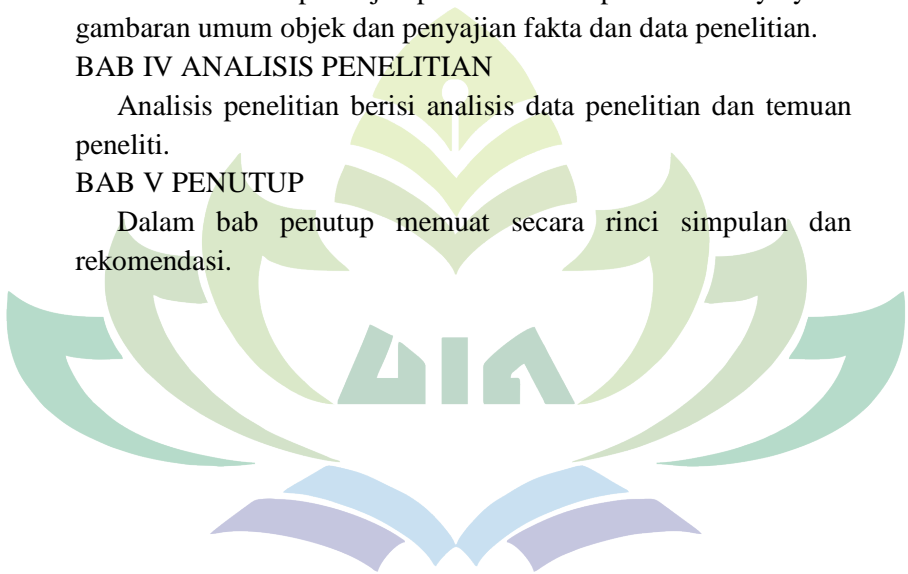 gambaran umum objek dan penyajian fakta dan data penelitian.
BAB IV ANALISIS PENELITIAN
Analisis penelitian berisi analisis data penelitian dan temuan
peneliti.
BAB V PENUTUP
Dalam bab penutup memuat secara rinci simpulan dan
rekomendasi.
UIN